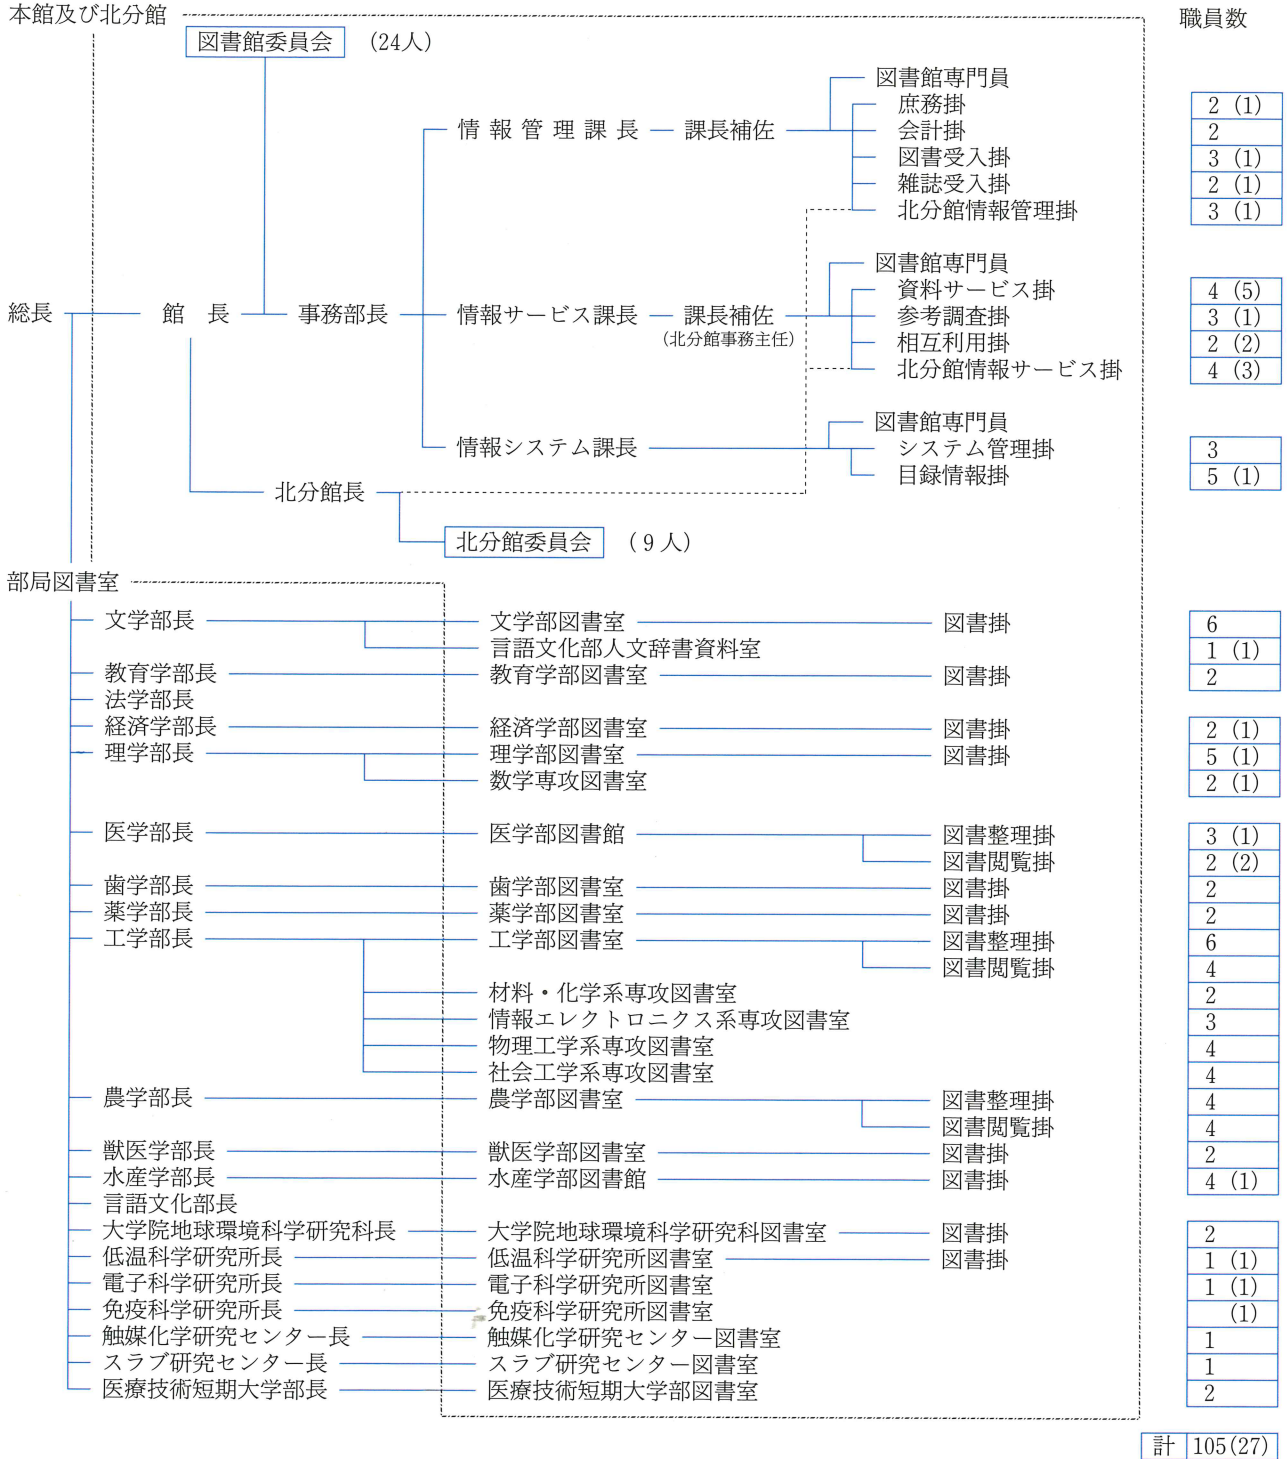 本館及び北分館
職員数
図書館委員会 (24人)
図書館専門員
庶務掛 2 (1)
情報管理課長 課長補佐 会計掛 2
図書受入掛 3 (1)
雑誌受入掛 2 (1)
北分館情報管理掛 3 (1)
図書館専門員
資料サービス掛 4 (5)
総長 館長 事務部長 情報サービス課長 課長補佐 参考調査掛 3 (1)
(北分館事務主任) 相互利用掛 2 (2)
北分館情報サービス掛 4 (3)
図書館専門員
情報システム課長 システム管理掛 3
目録情報掛 5 (1)
北分館長
北分館委員会 (9人)
部局図書室
文学部長 文学部図書室 図書掛 6
言語文化部人文辞書資料室 1 (1)
教育学部長 教育学部図書室 図書掛 2
法学部長
経済学部長 経済学部図書室 図書掛 2 (1)
理学部長 理学部図書室 図書掛 5 (1)
数学専攻図書室 2 (1)
医学部長 医学部図書館 図書整理掛 3 (1)
図書閲覧掛 2 (2)
歯学部長 歯学部図書室 図書掛 2
薬学部長 薬学部図書室 図書掛 2
工学部長 工学部図書室 図書整理掛 6
図書閲覧掛 4
材料・化学系専攻図書室 2
情報エレクトロニクス系専攻図書室 3
物理工学系専攻図書室 4
社会工学系専攻図書室 4
農学部長 農学部図書室 図書整理掛 4
図書閲覧掛 4
獣医学部長 獣医学部図書室 図書掛 2
水産学部長 水産学部図書館 図書掛 4 (1)
言語文化部長
大学院地球環境科学研究科長 大学院地球環境科学研究科図書室 図書掛 2
低温科学研究所長 低温科学研究所図書室 図書掛 1 (1)
電子科学研究所長 電子科学研究所図書室 1 (1)
免疫科学研究所長 免疫科学研究所図書室 (1)
触媒化学研究センター長 触媒化学研究センター図書室 1
スラブ研究センター長 スラブ研究センター図書室 1
医療技術短期大学部長 医療技術短期大学部図書室 2
計 105(27)